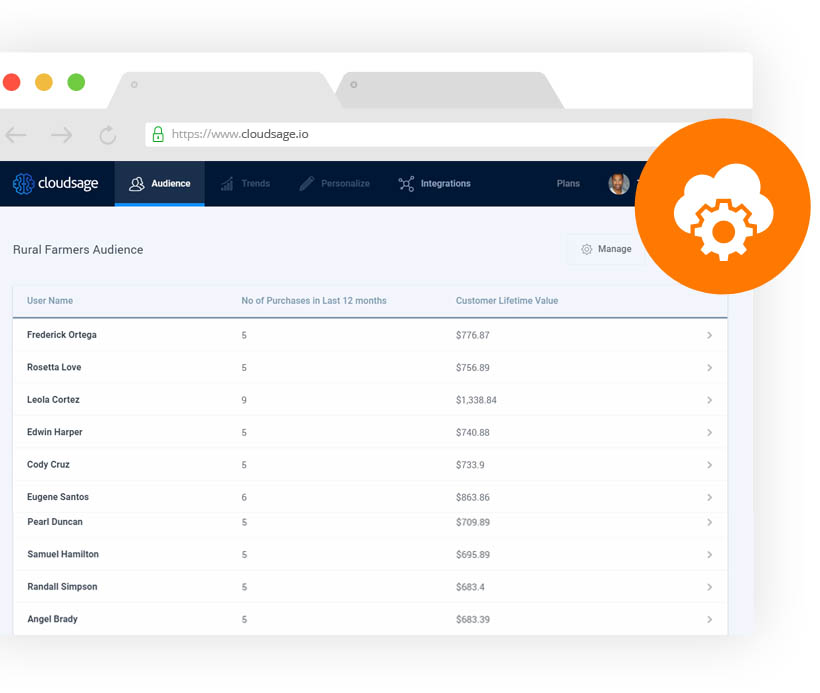 https://www.cloudsage.io
cloudsage Audience Trends Personalize Integrations Plans
Rural Farmers Audience Manage
User Name No of Purchases in Last 12 months Customer Lifetime Value
Frederick Ortega 5 $776.87
Rosetta Love 5 $756.89
Leola Cortez 9 $1,338.84
Edwin Harper 5 $740.88
Cody Cruz 5 $733.9
Eugene Santos 6 $863.86
Pearl Duncan 5 $709.89
Samuel Hamilton 5 $695.89
Randall Simpson 5 $683.4
Angel Brady 5 $683.39